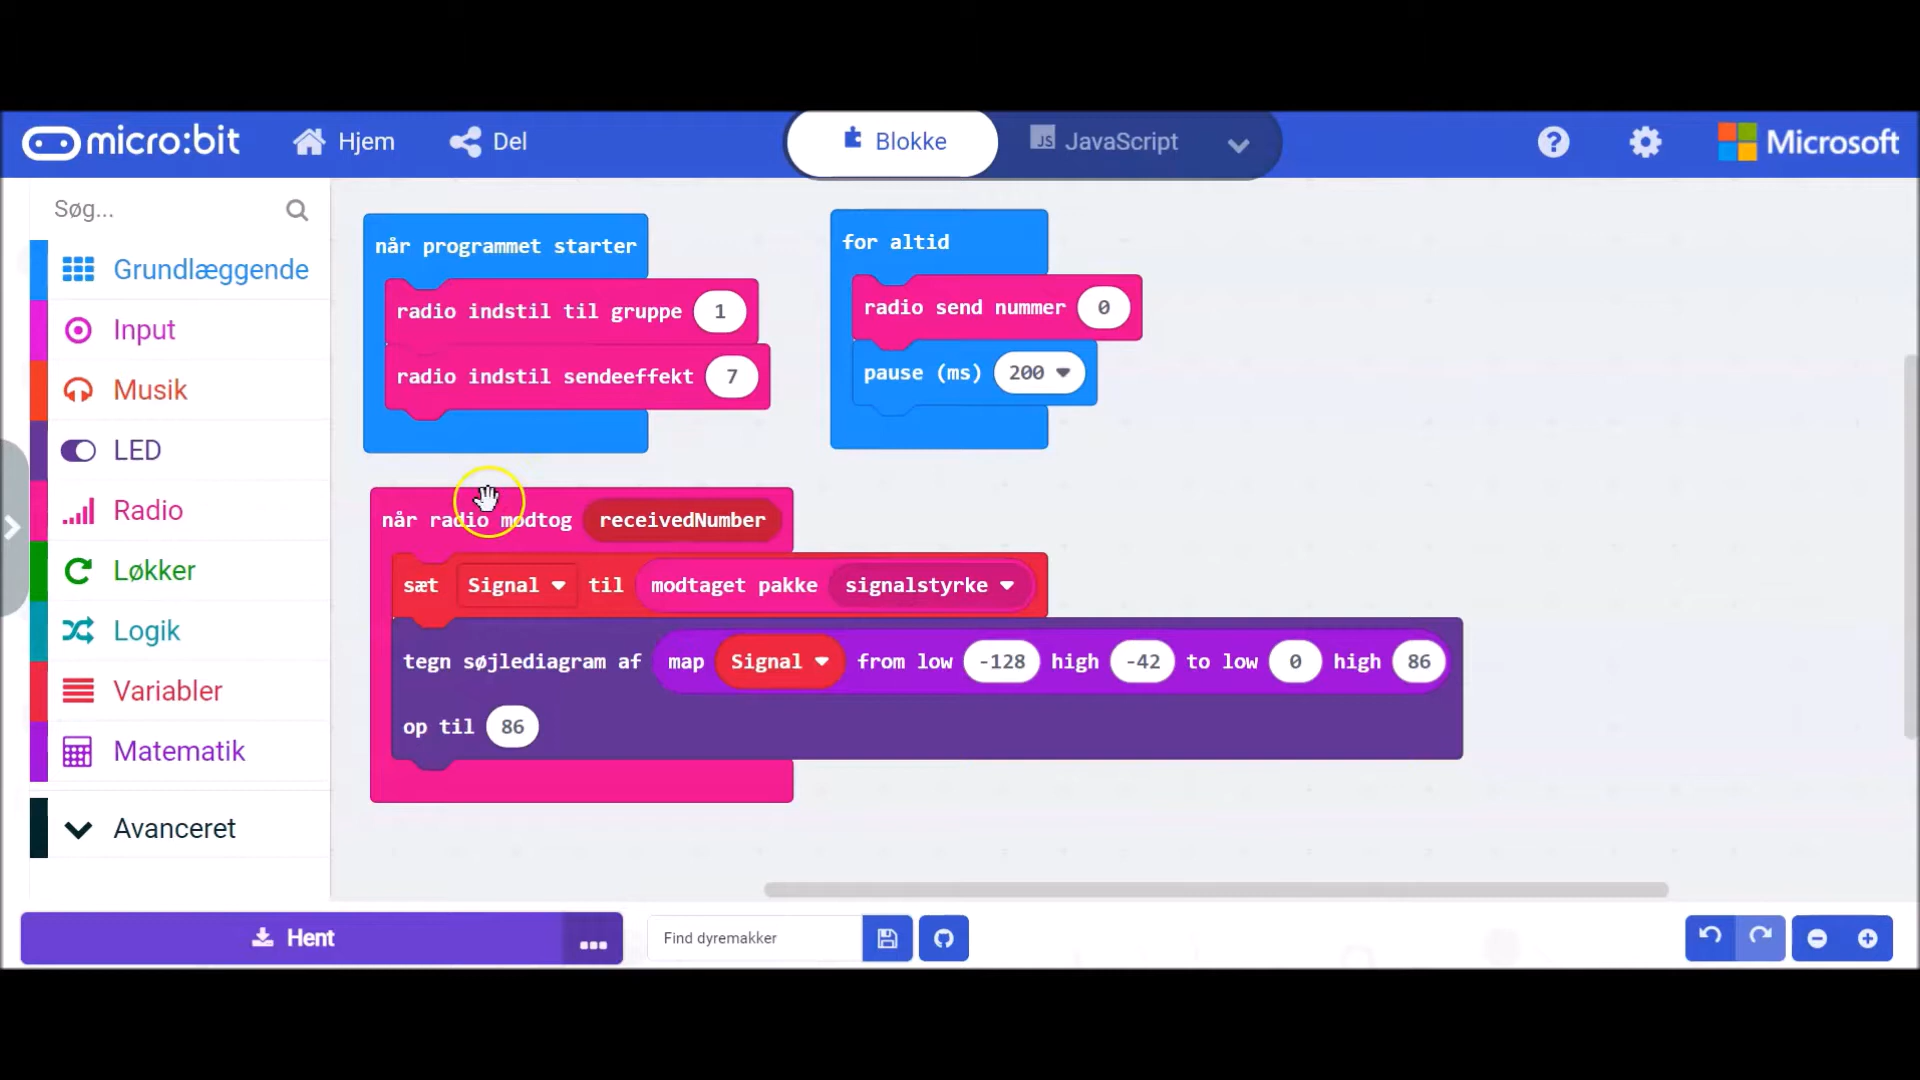 micro:bit Hjem Del Blokke JS JavaScript Microsoft
Søg...
Grundlæggende
Input
Musik
LED
Radio
Løkker
Logik
Variabler
Matematik
Avanceret
når programmet starter
radio indstil til gruppe 1
radio indstil sendeeffekt 7
for altid
radio send nummer 0
pause (ms) 200
når radio modtog receivedNumber
sæt Signal til modtaget pakke signalstyrke
tegn søjlediagram af map Signal from low -128 high -42 to low 0 high 86
op til 86
Hent ... Find dyremakker